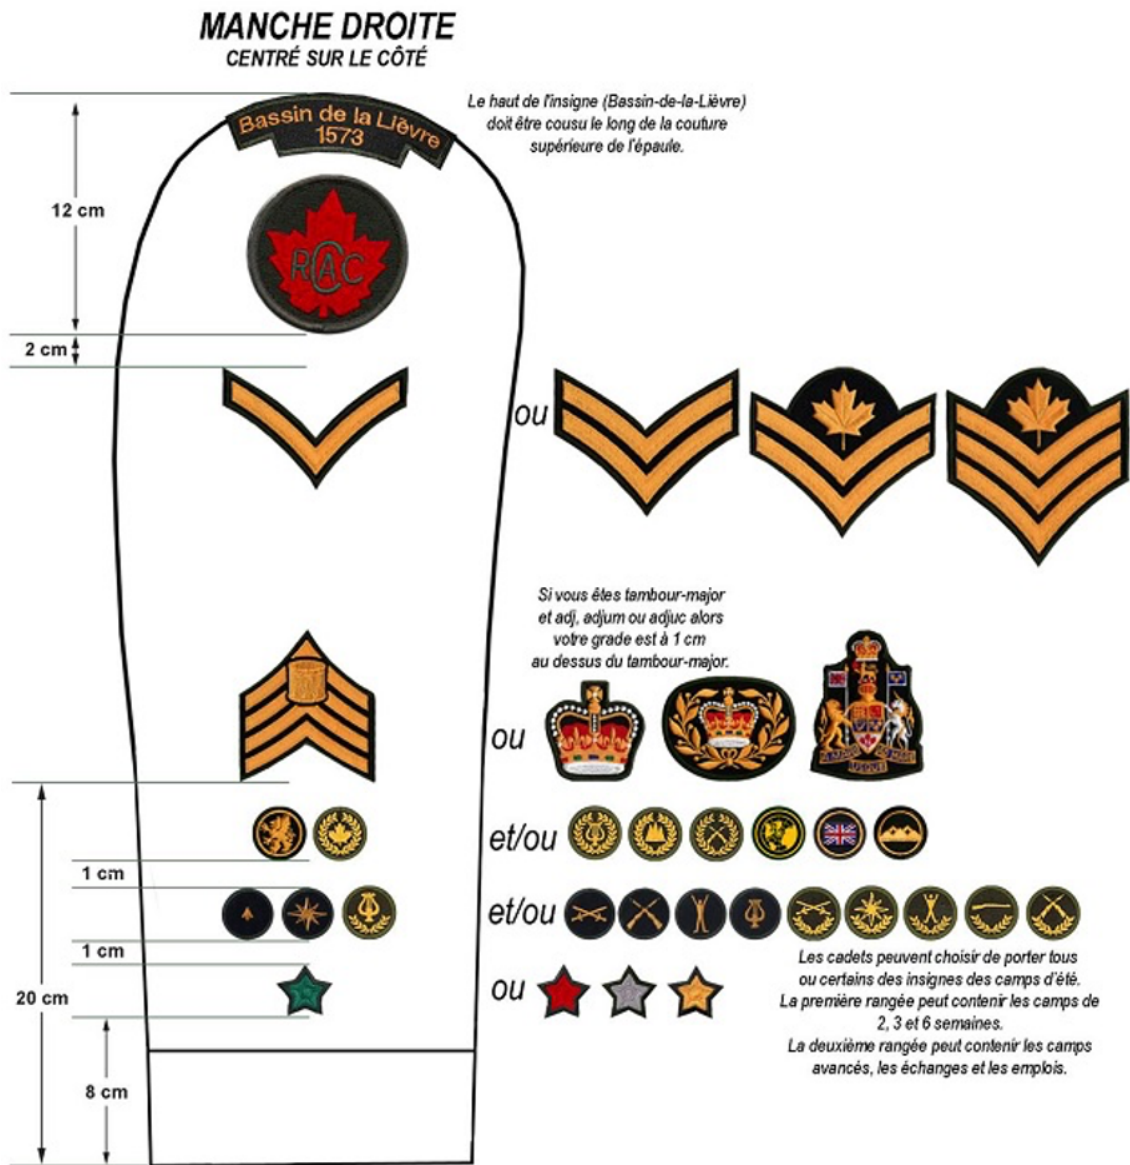 MANCHE DROITE
CENTRÉ SUR LE CÔTÉ
Le haut de l'insigne (Bassin-de-la-Lièvre)
doit être cousu le long de la couture
supérieure de l'épaule.
Bassin de la Lièvre
1573
12 cm
RCAC
2 cm
ou
Si vous êtes tambour-major
et adj, adjum ou adjuc alors
votre grade est à 1 cm
au dessus du tambour-major.
ou
et/ou
1 cm
et/ou
1 cm
Les cadets peuvent choisir de porter tous
ou certains des insignes des camps d'été.
La première rangée peut contenir les camps de
2, 3 et 6 semaines.
La deuxième rangée peut contenir les camps
avancés, les échanges et les emplois.
20 cm
ou
8 cm